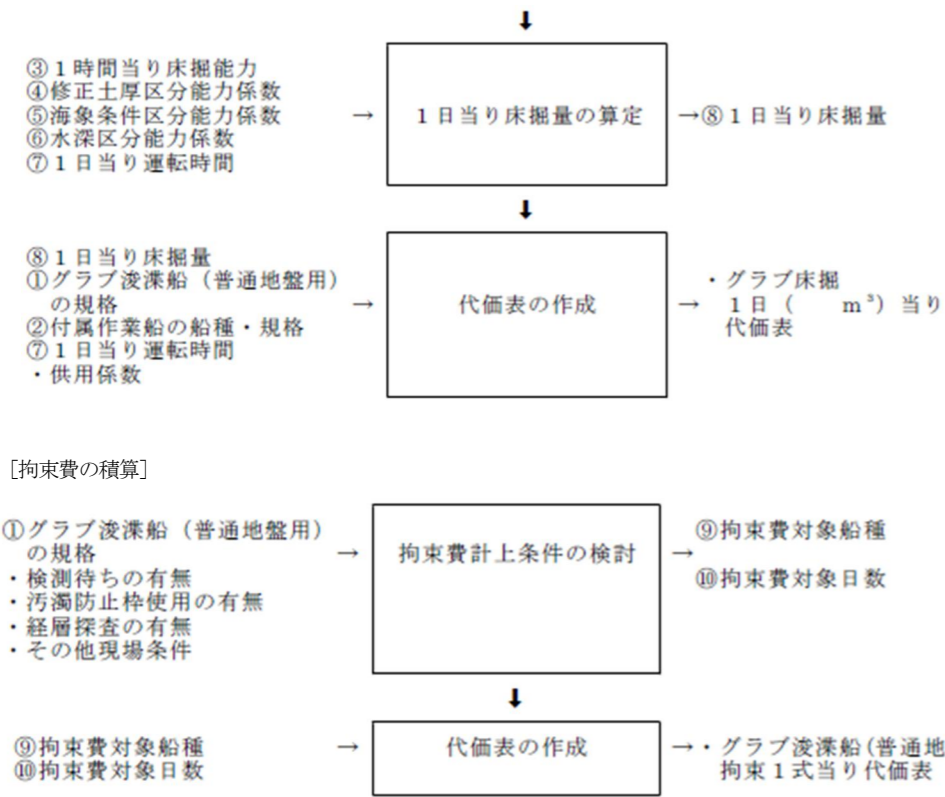 ③１時間当り床掘能力
④修正土厚区分能力係数
⑤海象条件区分能力係数
⑥水深区分能力係数
⑦１日当り運転時間
→
１日当り床掘量の算定
→⑧１日当り床掘量
⑧１日当り床掘量
①グラブ浚渫船（普通地盤用）
の規格
②付属作業船の船種・規格
⑦１日当り運転時間
・供用係数
→
代価表の作成
→
・グラブ床掘
１日（　　ｍ³）当り
代価表
［拘束費の積算］
①グラブ浚渫船（普通地盤用）
の規格
・検測待ちの有無
・汚濁防止枠使用の有無
・経層探査の有無
・その他現場条件
→
拘束費計上条件の検討
→
⑨拘束費対象船種
⑩拘束費対象日数
⑨拘束費対象船種
⑩拘束費対象日数
→
代価表の作成
→・グラブ浚渫船(普通地
拘束１式当り代価表